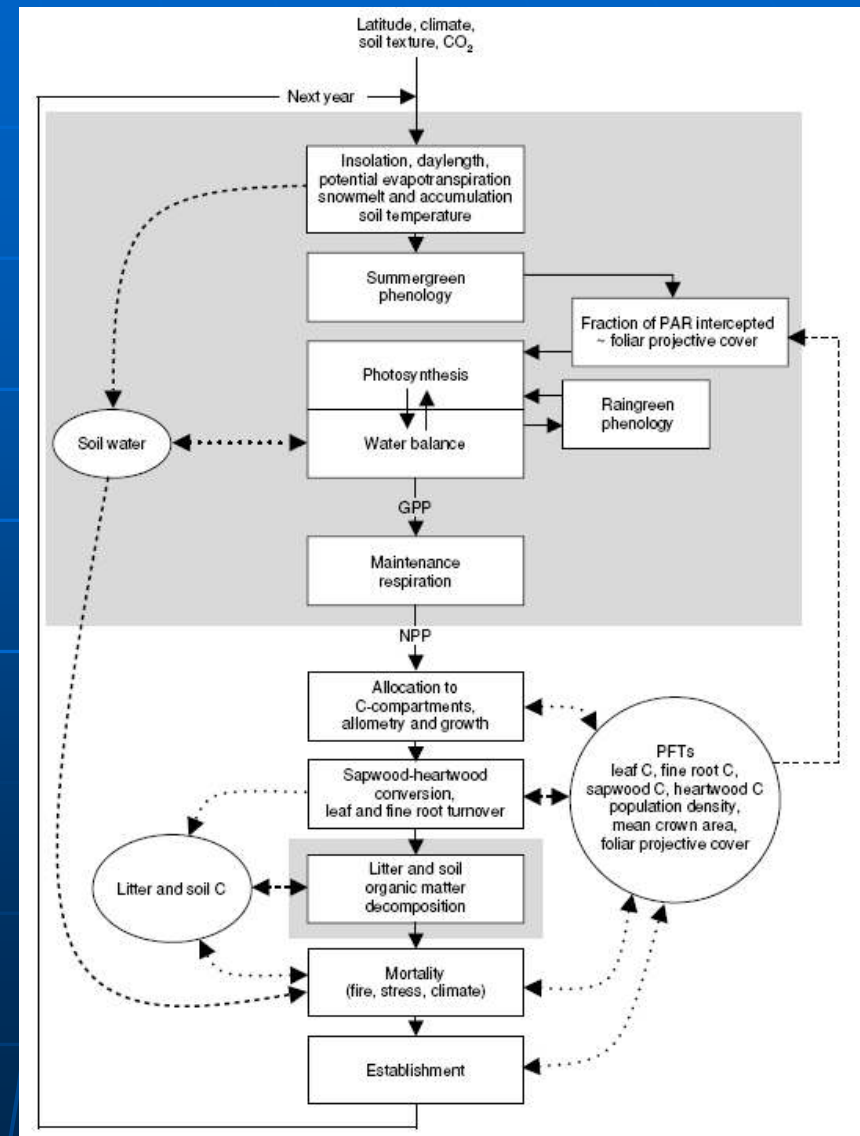 Latitude, climate,
soil texture, CO₂
Next year
Insolation, daylength,
potential evapotranspiration
snowmelt and accumulation
soil temperature
Summergreen
phenology
Fraction of PAR intercepted
~ foliar projective cover
Photosynthesis
Raingreen
phenology
Soil water
Water balance
GPP
Maintenance
respiration
NPP
Allocation to
C-compartments,
allometry and growth
PFTs
leaf C, fine root C,
sapwood C, heartwood C
population density,
mean crown area,
foliar projective cover
Sapwood-heartwood
conversion,
leaf and fine root turnover
Litter and soil C
Litter and soil
organic matter
decomposition
Mortality
(fire, stress, climate)
Establishment